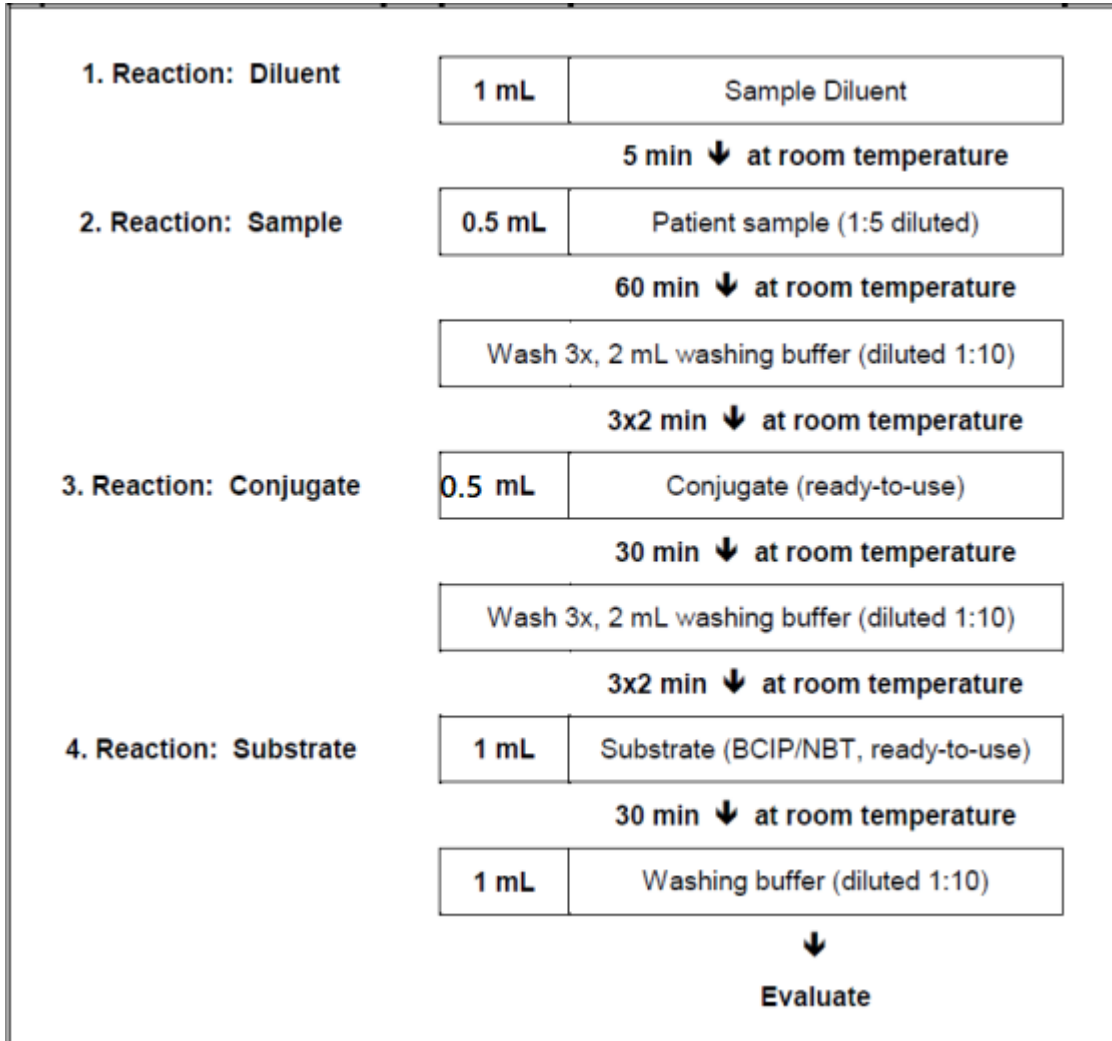 1. Reaction: Diluent
1 mL Sample Diluent
5 min ↓ at room temperature
2. Reaction: Sample
0.5 mL Patient sample (1:5 diluted)
60 min ↓ at room temperature
Wash 3x, 2 mL washing buffer (diluted 1:10)
3x2 min ↓ at room temperature
3. Reaction: Conjugate
0.5 mL Conjugate (ready-to-use)
30 min ↓ at room temperature
Wash 3x, 2 mL washing buffer (diluted 1:10)
3x2 min ↓ at room temperature
4. Reaction: Substrate
1 mL Substrate (BCIP/NBT, ready-to-use)
30 min ↓ at room temperature
1 mL Washing buffer (diluted 1:10)
↓
Evaluate